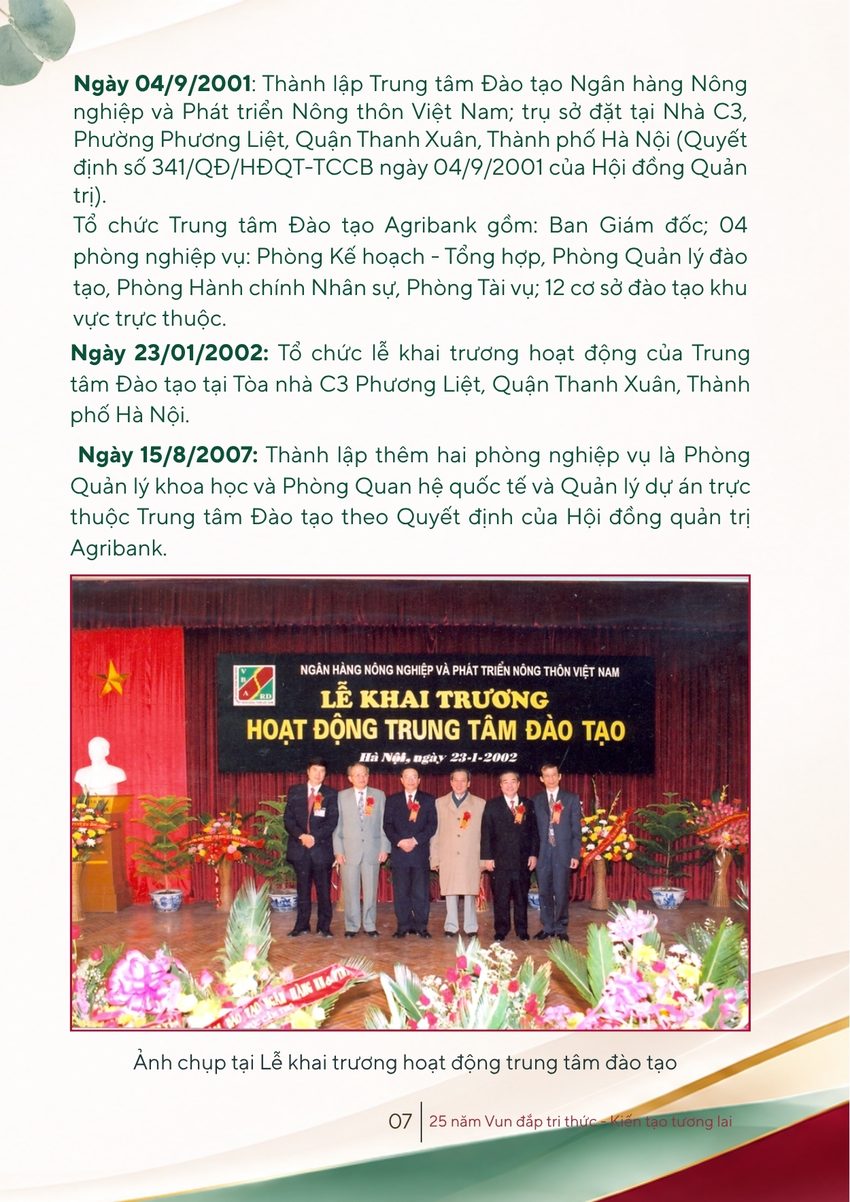 Ngày 04/9/2001: Thành lập Trung tâm Đào tạo Ngân hàng Nông
nghiệp và Phát triển Nông thôn Việt Nam; trụ sở đặt tại Nhà C3,
Phường Phương Liệt, Quận Thanh Xuân, Thành phố Hà Nội (Quyết
định số 341/QĐ/HĐQT-TCCB ngày 04/9/2001 của Hội đồng Quản
trị).
Tổ chức Trung tâm Đào tạo Agribank gồm: Ban Giám đốc; 04
phòng nghiệp vụ: Phòng Kế hoạch - Tổng hợp, Phòng Quản lý đào
tạo, Phòng Hành chính Nhân sự, Phòng Tài vụ; 12 cơ sở đào tạo khu
vực trực thuộc.
Ngày 23/01/2002: Tổ chức lễ khai trương hoạt động của Trung
tâm Đào tạo tại Tòa nhà C3 Phương Liệt, Quận Thanh Xuân, Thành
phố Hà Nội.
Ngày 15/8/2007: Thành lập thêm hai phòng nghiệp vụ là Phòng
Quản lý khoa học và Phòng Quan hệ quốc tế và Quản lý dự án trực
thuộc Trung tâm Đào tạo theo Quyết định của Hội đồng quản trị
Agribank.
NGÂN HÀNG NÔNG NGHIỆP VÀ PHÁT TRIỂN NÔNG THÔN VIỆT NAM
VBARD
LỄ KHAI TRƯƠNG
HOẠT ĐỘNG TRUNG TÂM ĐÀO TẠO
Hà Nội, ngày 23-1-2002
Ảnh chụp tại Lễ khai trương hoạt động trung tâm đào tạo
07
25 năm Vun đắp tri thức - Kiến tạo tương lai